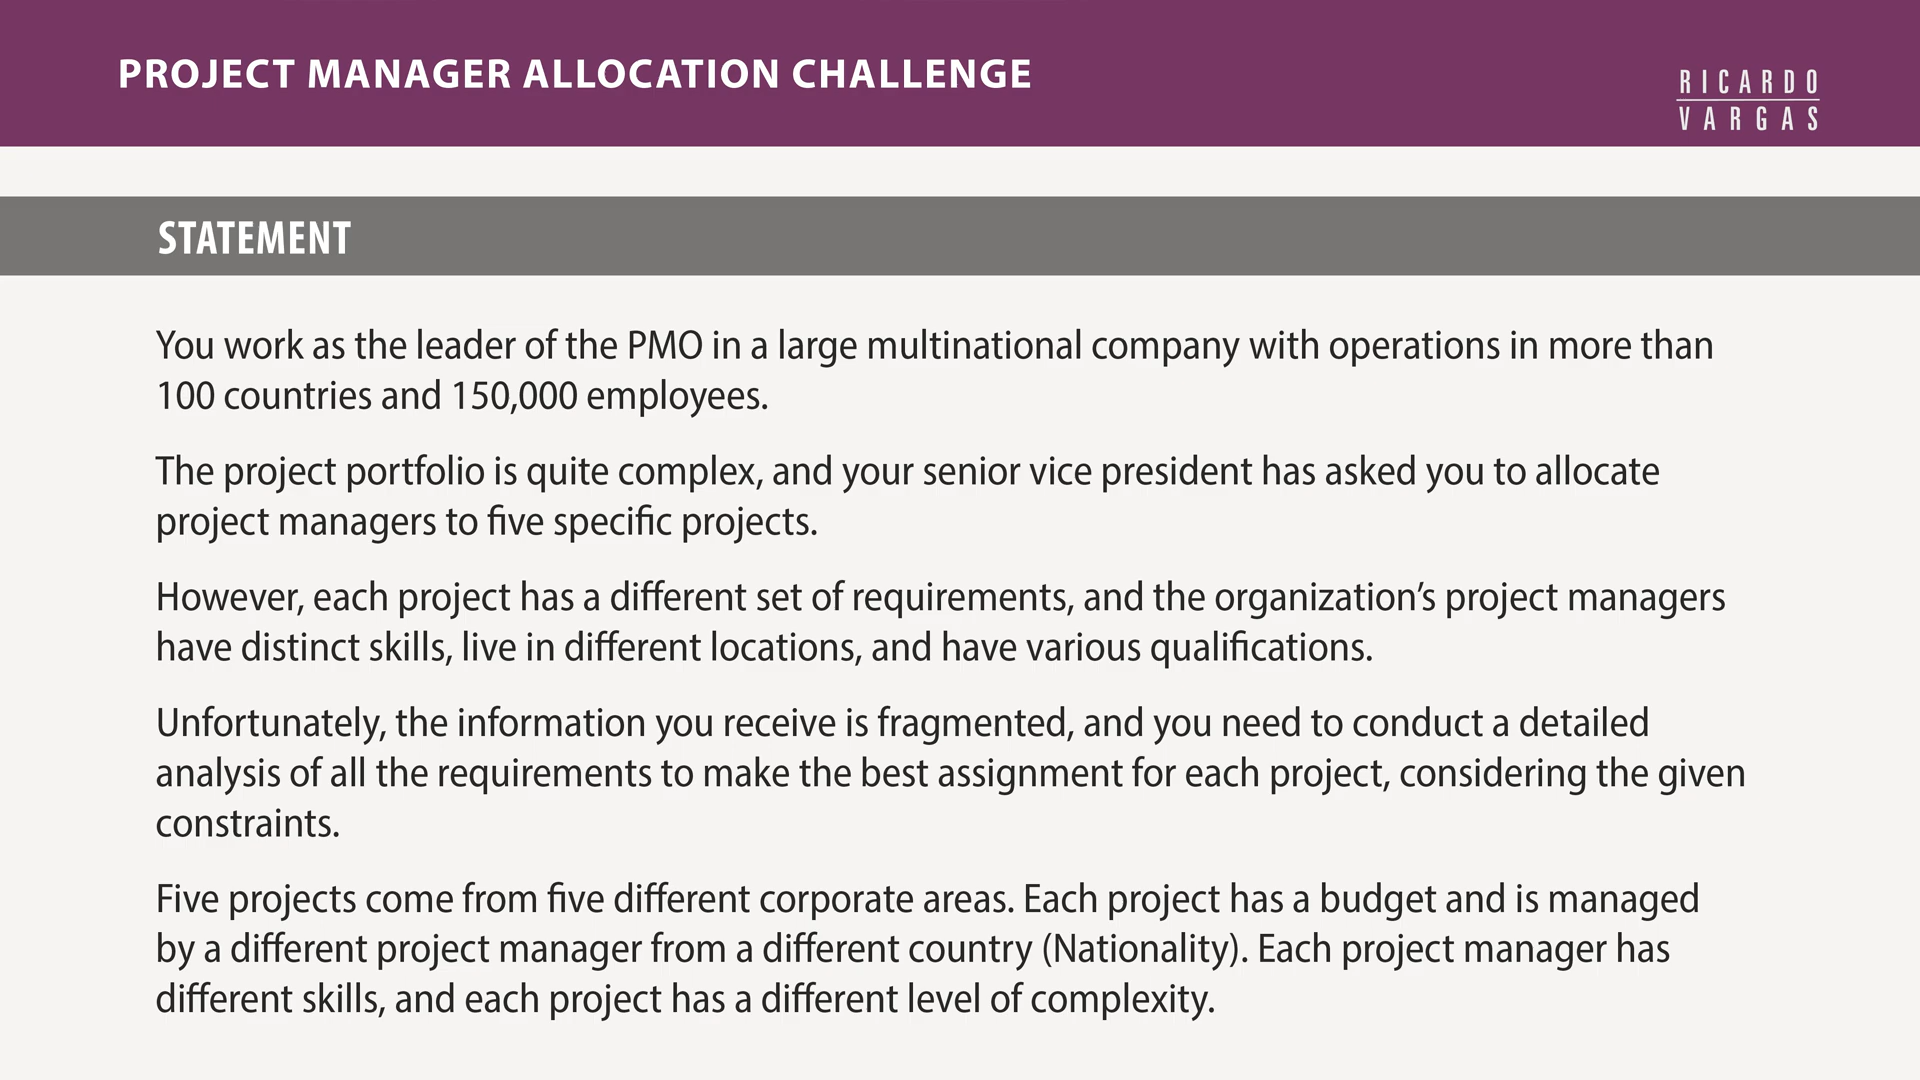 PROJECT MANAGER ALLOCATION CHALLENGE
RICARDO
VARGAS
STATEMENT
You work as the leader of the PMO in a large multinational company with operations in more than
100 countries and 150,000 employees.
The project portfolio is quite complex, and your senior vice president has asked you to allocate
project managers to five specific projects.
However, each project has a different set of requirements, and the organization’s project managers
have distinct skills, live in different locations, and have various qualifications.
Unfortunately, the information you receive is fragmented, and you need to conduct a detailed
analysis of all the requirements to make the best assignment for each project, considering the given
constraints.
Five projects come from five different corporate areas. Each project has a budget and is managed
by a different project manager from a different country (Nationality). Each project manager has
different skills, and each project has a different level of complexity.